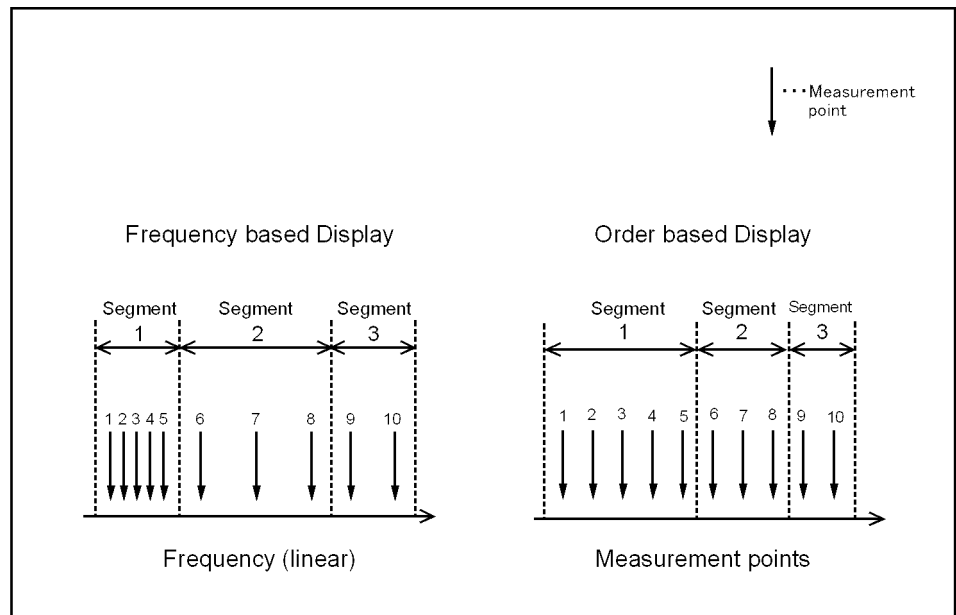 ···Measurement
point
Frequency based Display
Order based Display
Segment
1
Segment
2
Segment
3
Segment
1
Segment
2
Segment
3
1 2 3 4 5 6 7 8 9 10
1 2 3 4 5 6 7 8 9 10
Frequency (linear)
Measurement points